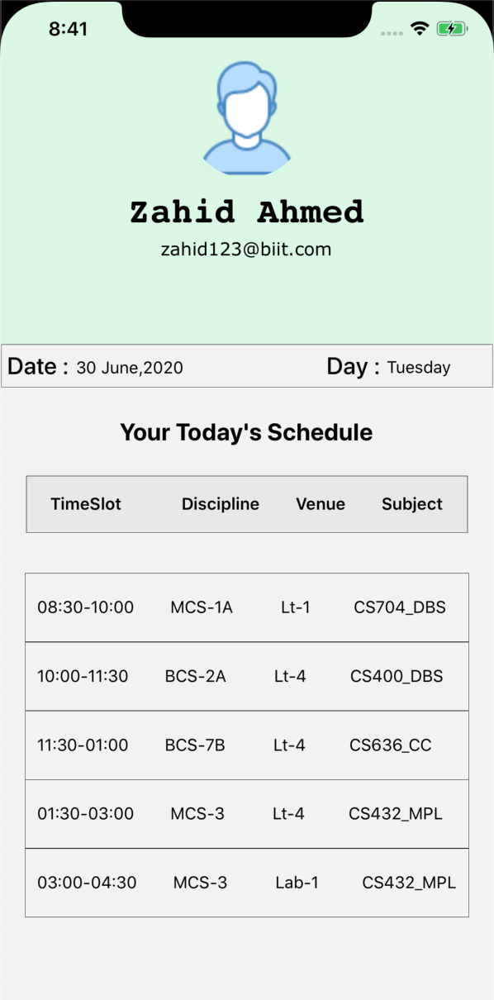 8:41
Zahid Ahmed
zahid123@biit.com
Date : 30 June,2020 Day : Tuesday
Your Today's Schedule
TimeSlot Discipline Venue Subject
08:30-10:00 MCS-1A Lt-1 CS704_DBS
10:00-11:30 BCS-2A Lt-4 CS400_DBS
11:30-01:00 BCS-7B Lt-4 CS636_CC
01:30-03:00 MCS-3 Lt-4 CS432_MPL
03:00-04:30 MCS-3 Lab-1 CS432_MPL